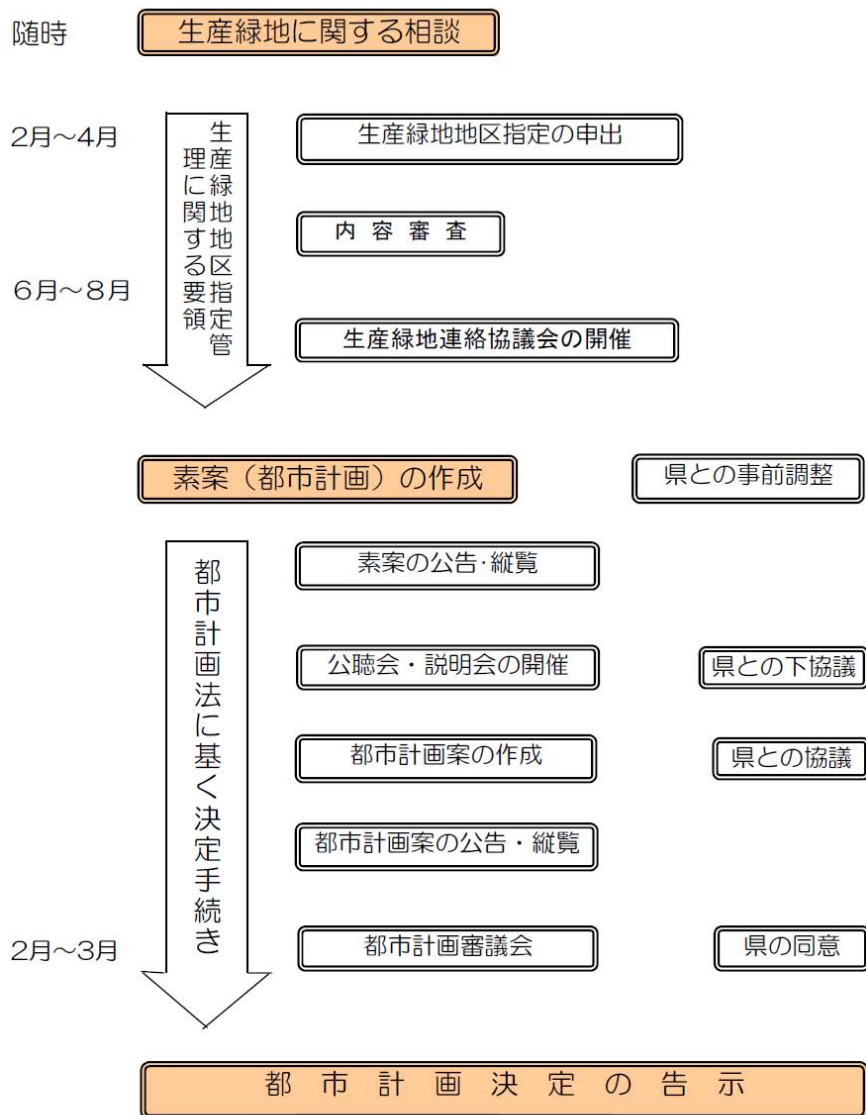 随時
生産緑地に関する相談
2月～4月
生産緑地地区指定管
理に関する要領
生産緑地地区指定の申出
内容審査
6月～8月
生産緑地連絡協議会の開催
素案（都市計画）の作成
県との事前調整
都市計画法に基く決定手続き
素案の公告･縦覧
公聴会・説明会の開催
県との下協議
都市計画案の作成
県との協議
都市計画案の公告・縦覧
2月～3月
都市計画審議会
県の同意
都市計画決定の告示